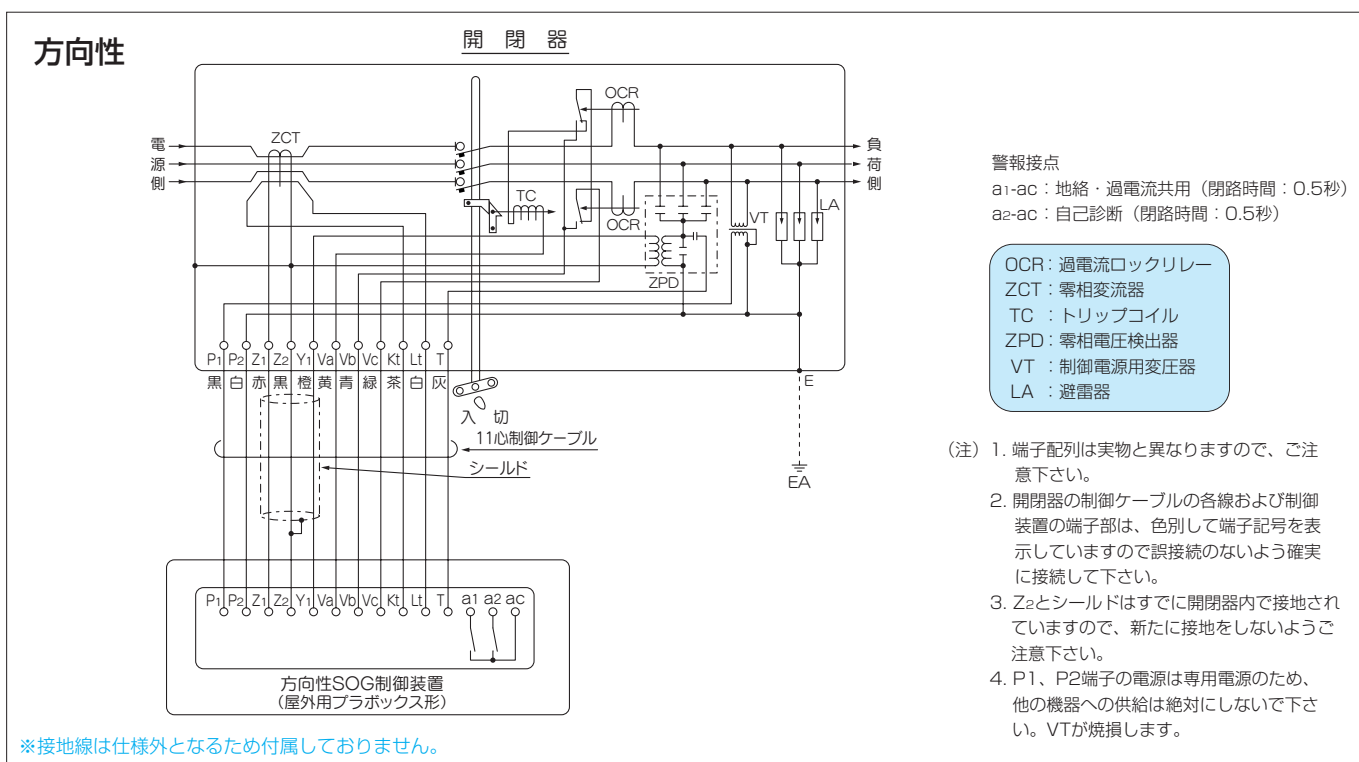 方向性
開 閉 器
電
源
側
ZCT
OCR
負
荷
側
TC
OCR
ZPD
VT
LA
P1 P2 Z1 Z2 Y1 Va Vb Vc Kt Lt T
黒 白 赤 黒 橙 黄 青 緑 茶 白 灰
E
入 切
11心制御ケーブル
シールド
EA
P1 P2 Z1 Z2 Y1 Va Vb Vc Kt Lt T a1 a2 ac
方向性SOG制御装置
(屋外用プラボックス形)
※接地線は仕様外となるため付属しておりません。
警報接点
a1-ac:地絡・過電流共用(閉路時間:0.5秒)
a2-ac:自己診断(閉路時間:0.5秒)
OCR:過電流ロックリレー
ZCT:零相変流器
TC:トリップコイル
ZPD:零相電圧検出器
VT:制御電源用変圧器
LA:避雷器
(注)1. 端子配列は実物と異なりますので、ご注
意下さい。
2. 開閉器の制御ケーブルの各線および制御
装置の端子部は、色別して端子記号を表
示していますので誤接続のないよう確実
に接続して下さい。
3. Z2とシールドはすでに開閉器内で接地され
ていますので、新たに接地をしないようご
注意下さい。
4. P1、P2端子の電源は専用電源のため、
他の機器への供給は絶対にしないで下さ
い。VTが焼損します。